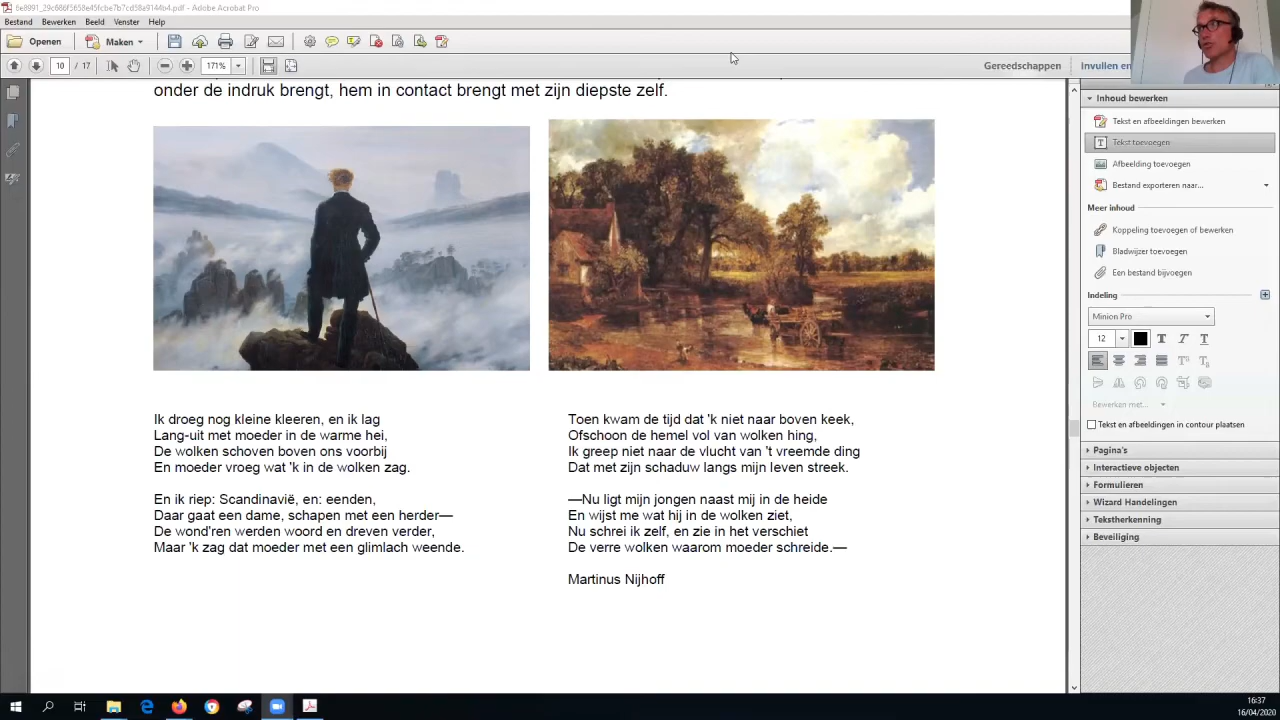 6e8991_29c686f5658e45fcbe7b7cd58e9144b4.pdf - Adobe Acrobat Pro
Bestand Bewerken Beeld Venster Help
Openen Maken
10 / 17 171% Gereedschappen Invullen en
onder de indruk brengt, hem in contact brengt met zijn diepste zelf.
Ik droeg nog kleine kleeren, en ik lag
Lang-uit met moeder in de warme hei,
De wolken schoven boven ons voorbij
En moeder vroeg wat 'k in de wolken zag.
En ik riep: Scandinavië, en: eenden,
Daar gaat een dame, schapen met een herder—
De wond'ren werden woord en dreven verder,
Maar 'k zag dat moeder met een glimlach weende.
Toen kwam de tijd dat 'k niet naar boven keek,
Ofschoon de hemel vol van wolken hing,
Ik greep niet naar de vlucht van 't vreemde ding
Dat met zijn schaduw langs mijn leven streek.
—Nu ligt mijn jongen naast mij in de heide
En wijst me wat hij in de wolken ziet,
Nu schrei ik zelf, en zie in het verschiet
De verre wolken waarom moeder schreide.—
Martinus Nijhoff
Inhoud bewerken
Tekst en afbeeldingen bewerken
Tekst toevoegen
Afbeelding toevoegen
Bestand exporteren naar...
Meer inhoud
Koppeling toevoegen of bewerken
Bladwijzer toevoegen
Een bestand bijvoegen
Indeling
Minion Pro
12
Bewerken met...
Tekst en afbeeldingen in contour plaatsen
Pagina's
Interactieve objecten
Formulieren
Wizard Handelingen
Tekstherkenning
Beveiliging
16:37
16/04/2020